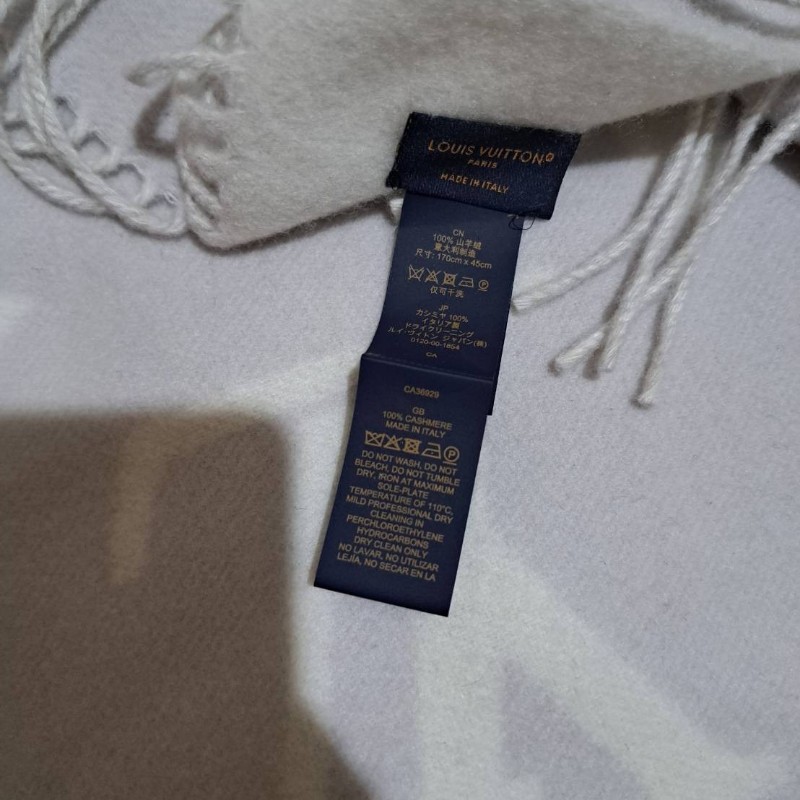 LOUIS VUITTON
PARIS
MADE IN ITALY
CN
100% 山羊绒
意大利制造
尺寸: 170cm x 45cm
仅可干洗
JP
カシミヤ 100%
イタリア製
ドライクリーニング
ルイ・ヴィトン ジャパン(株)
0120-00-1854
CA
CA36929
GB
100% CASHMERE
MADE IN ITALY
P
DO NOT WASH, DO NOT
BLEACH, DO NOT TUMBLE
DRY, IRON AT MAXIMUM
SOLE-PLATE
TEMPERATURE OF 110°C,
MILD PROFESSIONAL DRY
CLEANING IN
PERCHLOROETHYLENE
HYDROCARBONS
DRY CLEAN ONLY
NO LAVAR, NO UTILIZAR
LEJÍA, NO SECAR EN LA